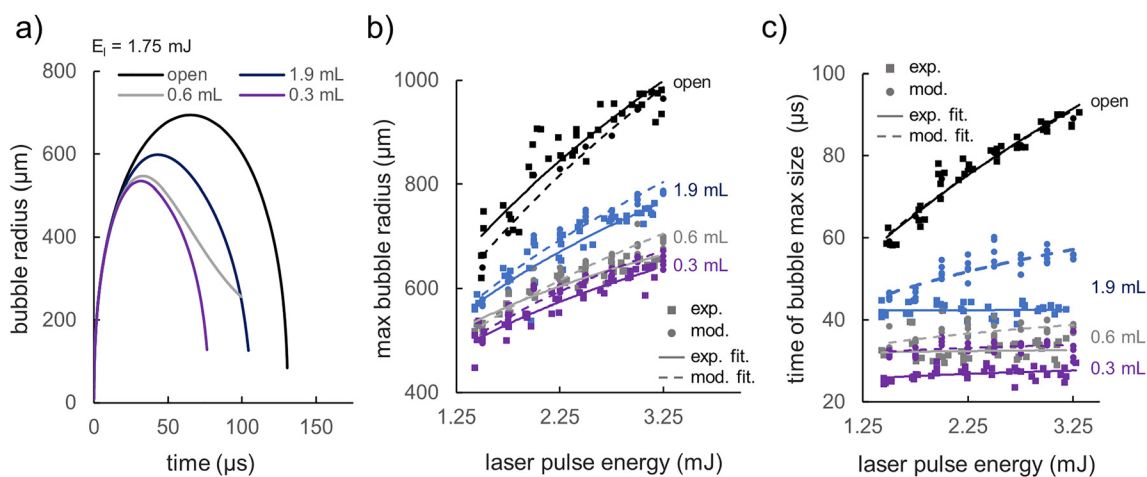 a)
E_l = 1.75 mJ
800
600
400
200
0
0
50
100
150
open
1.9 mL
0.6 mL
0.3 mL
bubble radius (µm)
time (µs)
b)
1000
800
600
400
1.25
2.25
3.25
max bubble radius (µm)
laser pulse energy (mJ)
open
1.9 mL
0.6 mL
0.3 mL
exp.
mod.
exp. fit.
mod. fit.
c)
100
80
60
40
20
1.25
2.25
3.25
time of bubble max size (µs)
laser pulse energy (mJ)
exp.
mod.
exp. fit.
mod. fit.
open
1.9 mL
0.6 mL
0.3 mL